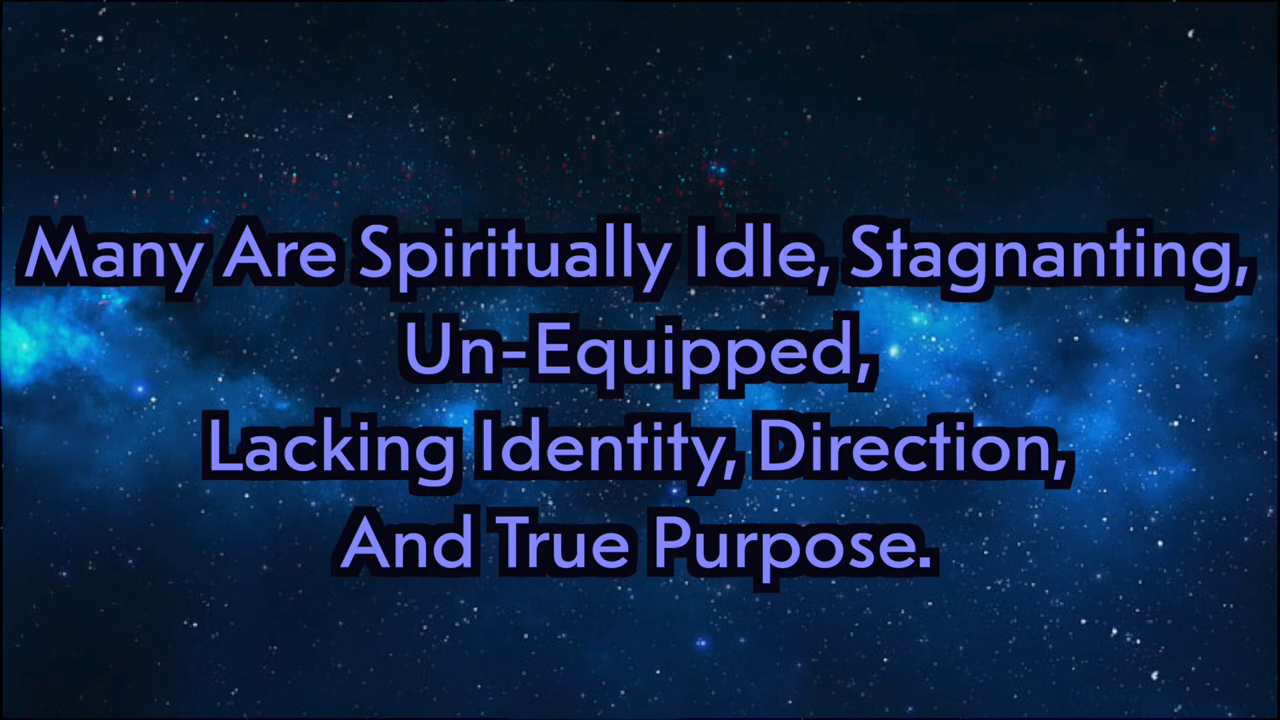 Many Are Spiritually Idle, Stagnanting,
Un-Equipped,
Lacking Identity, Direction,
And True Purpose.